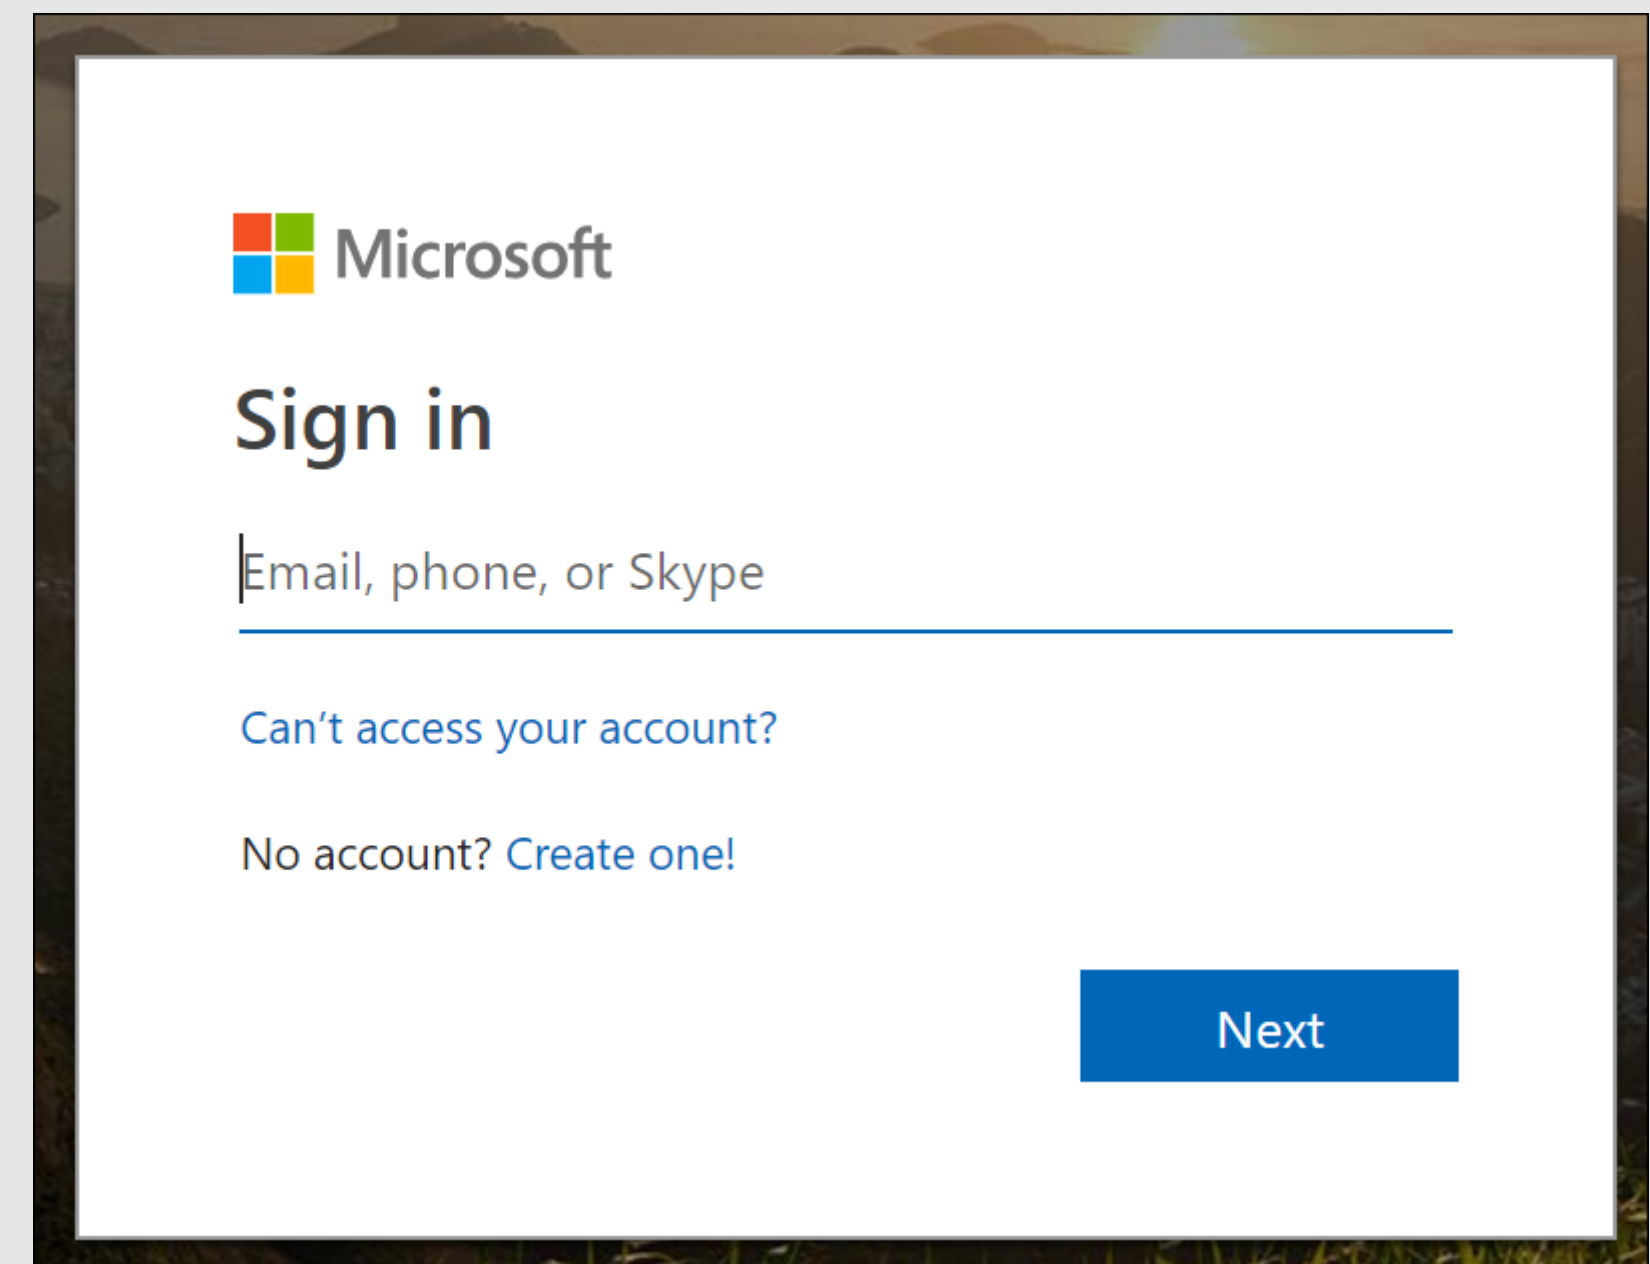 Microsoft
Sign in
Email, phone, or Skype
Can’t access your account?
No account? Create one!
Next